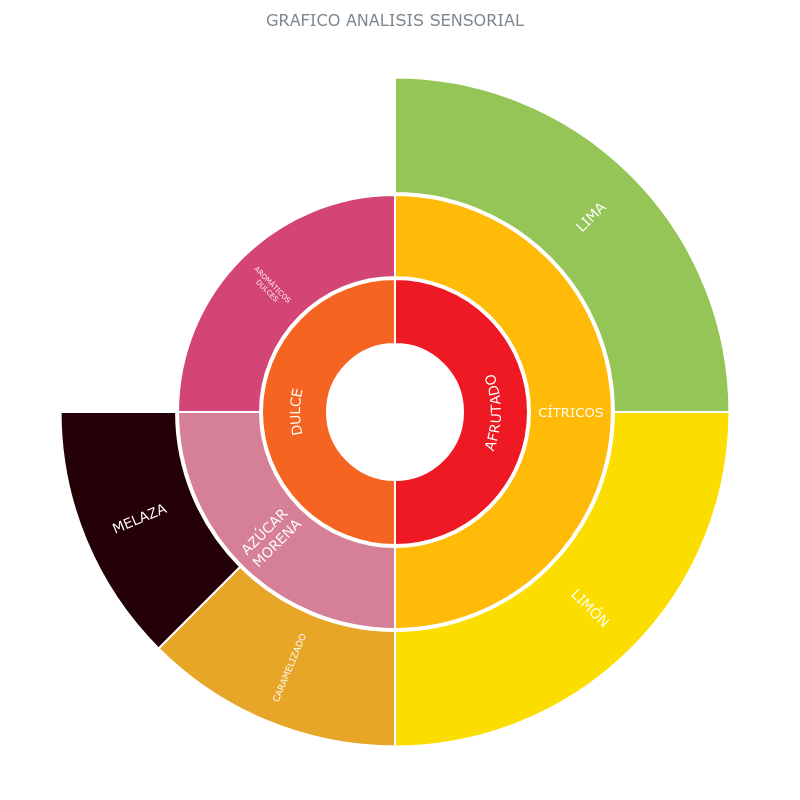 GRAFICO ANALISIS SENSORIAL
LIMA
AROMÁTICOS
DULCES
DULCE
AFRUTADO
CÍTRICOS
MELAZA
AZÚCAR
MORENA
LIMÓN
CARAMELIZADO